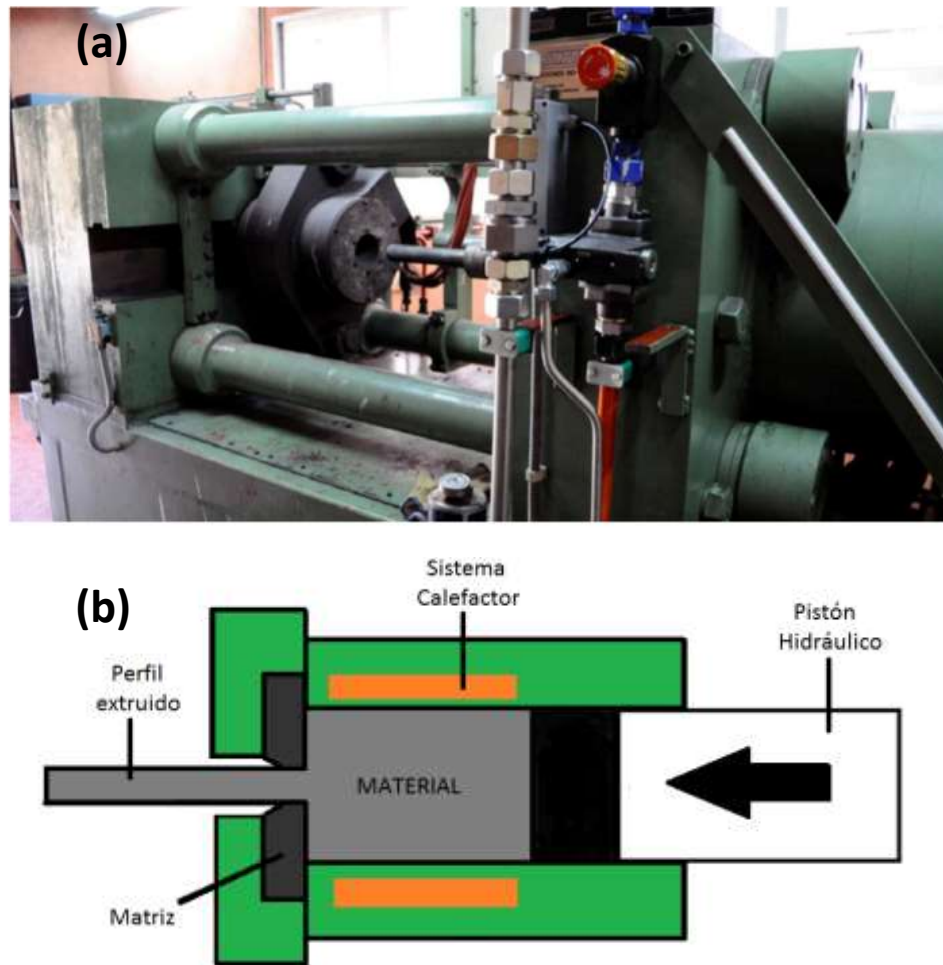 (a)
(b)
Sistema
Calefactor
Pistón
Hidráulico
Perfil
extruido
MATERIAL
Matriz